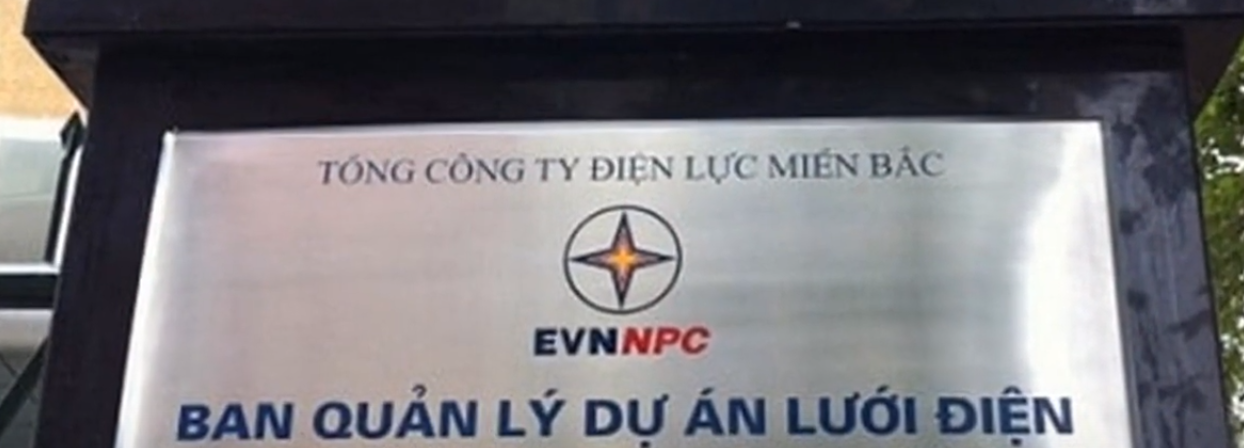 TỔNG CÔNG TY ĐIỆN LỰC MIỀN BẮC
EVNNPC
BAN QUẢN LÝ DỰ ÁN LƯỚI ĐIỆN